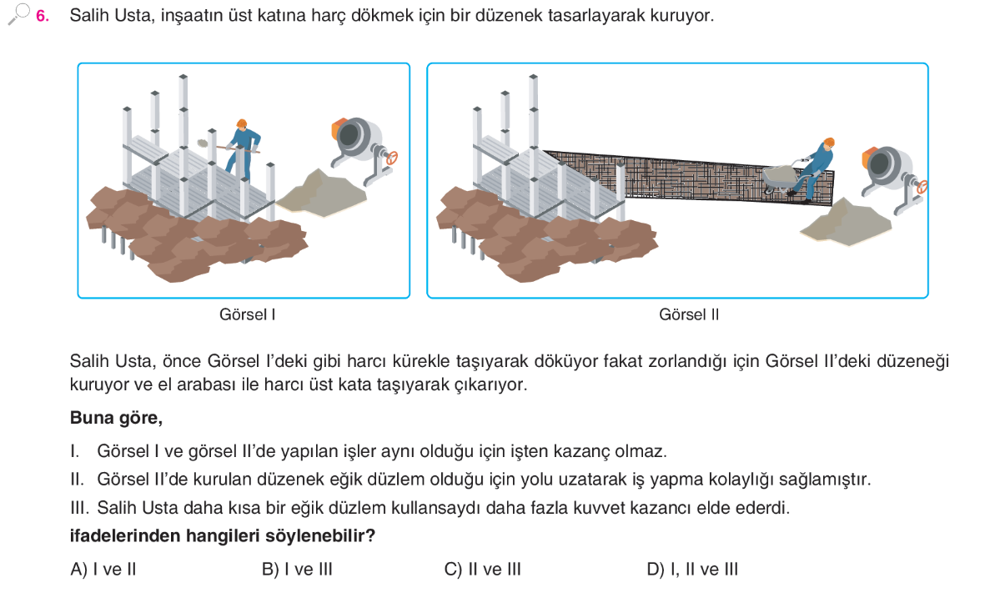 6. Salih Usta, inşaatın üst katına harç dökmek için bir düzenek tasarlayarak kuruyor.
Görsel I
Görsel II
Salih Usta, önce Görsel I’deki gibi harcı kürekle taşıyarak döküyor fakat zorlandığı için Görsel II’deki düzeneği
kuruyor ve el arabası ile harcı üst kata taşıyarak çıkarıyor.
Buna göre,
I. Görsel I ve görsel II’de yapılan işler aynı olduğu için işten kazanç olmaz.
II. Görsel II’de kurulan düzenek eğik düzlem olduğu için yolu uzatarak iş yapma kolaylığı sağlamıştır.
III. Salih Usta daha kısa bir eğik düzlem kullansaydı daha fazla kuvvet kazancı elde ederdi.
ifadelerinden hangileri söylenebilir?
A) I ve II B) I ve III C) II ve III D) I, II ve III